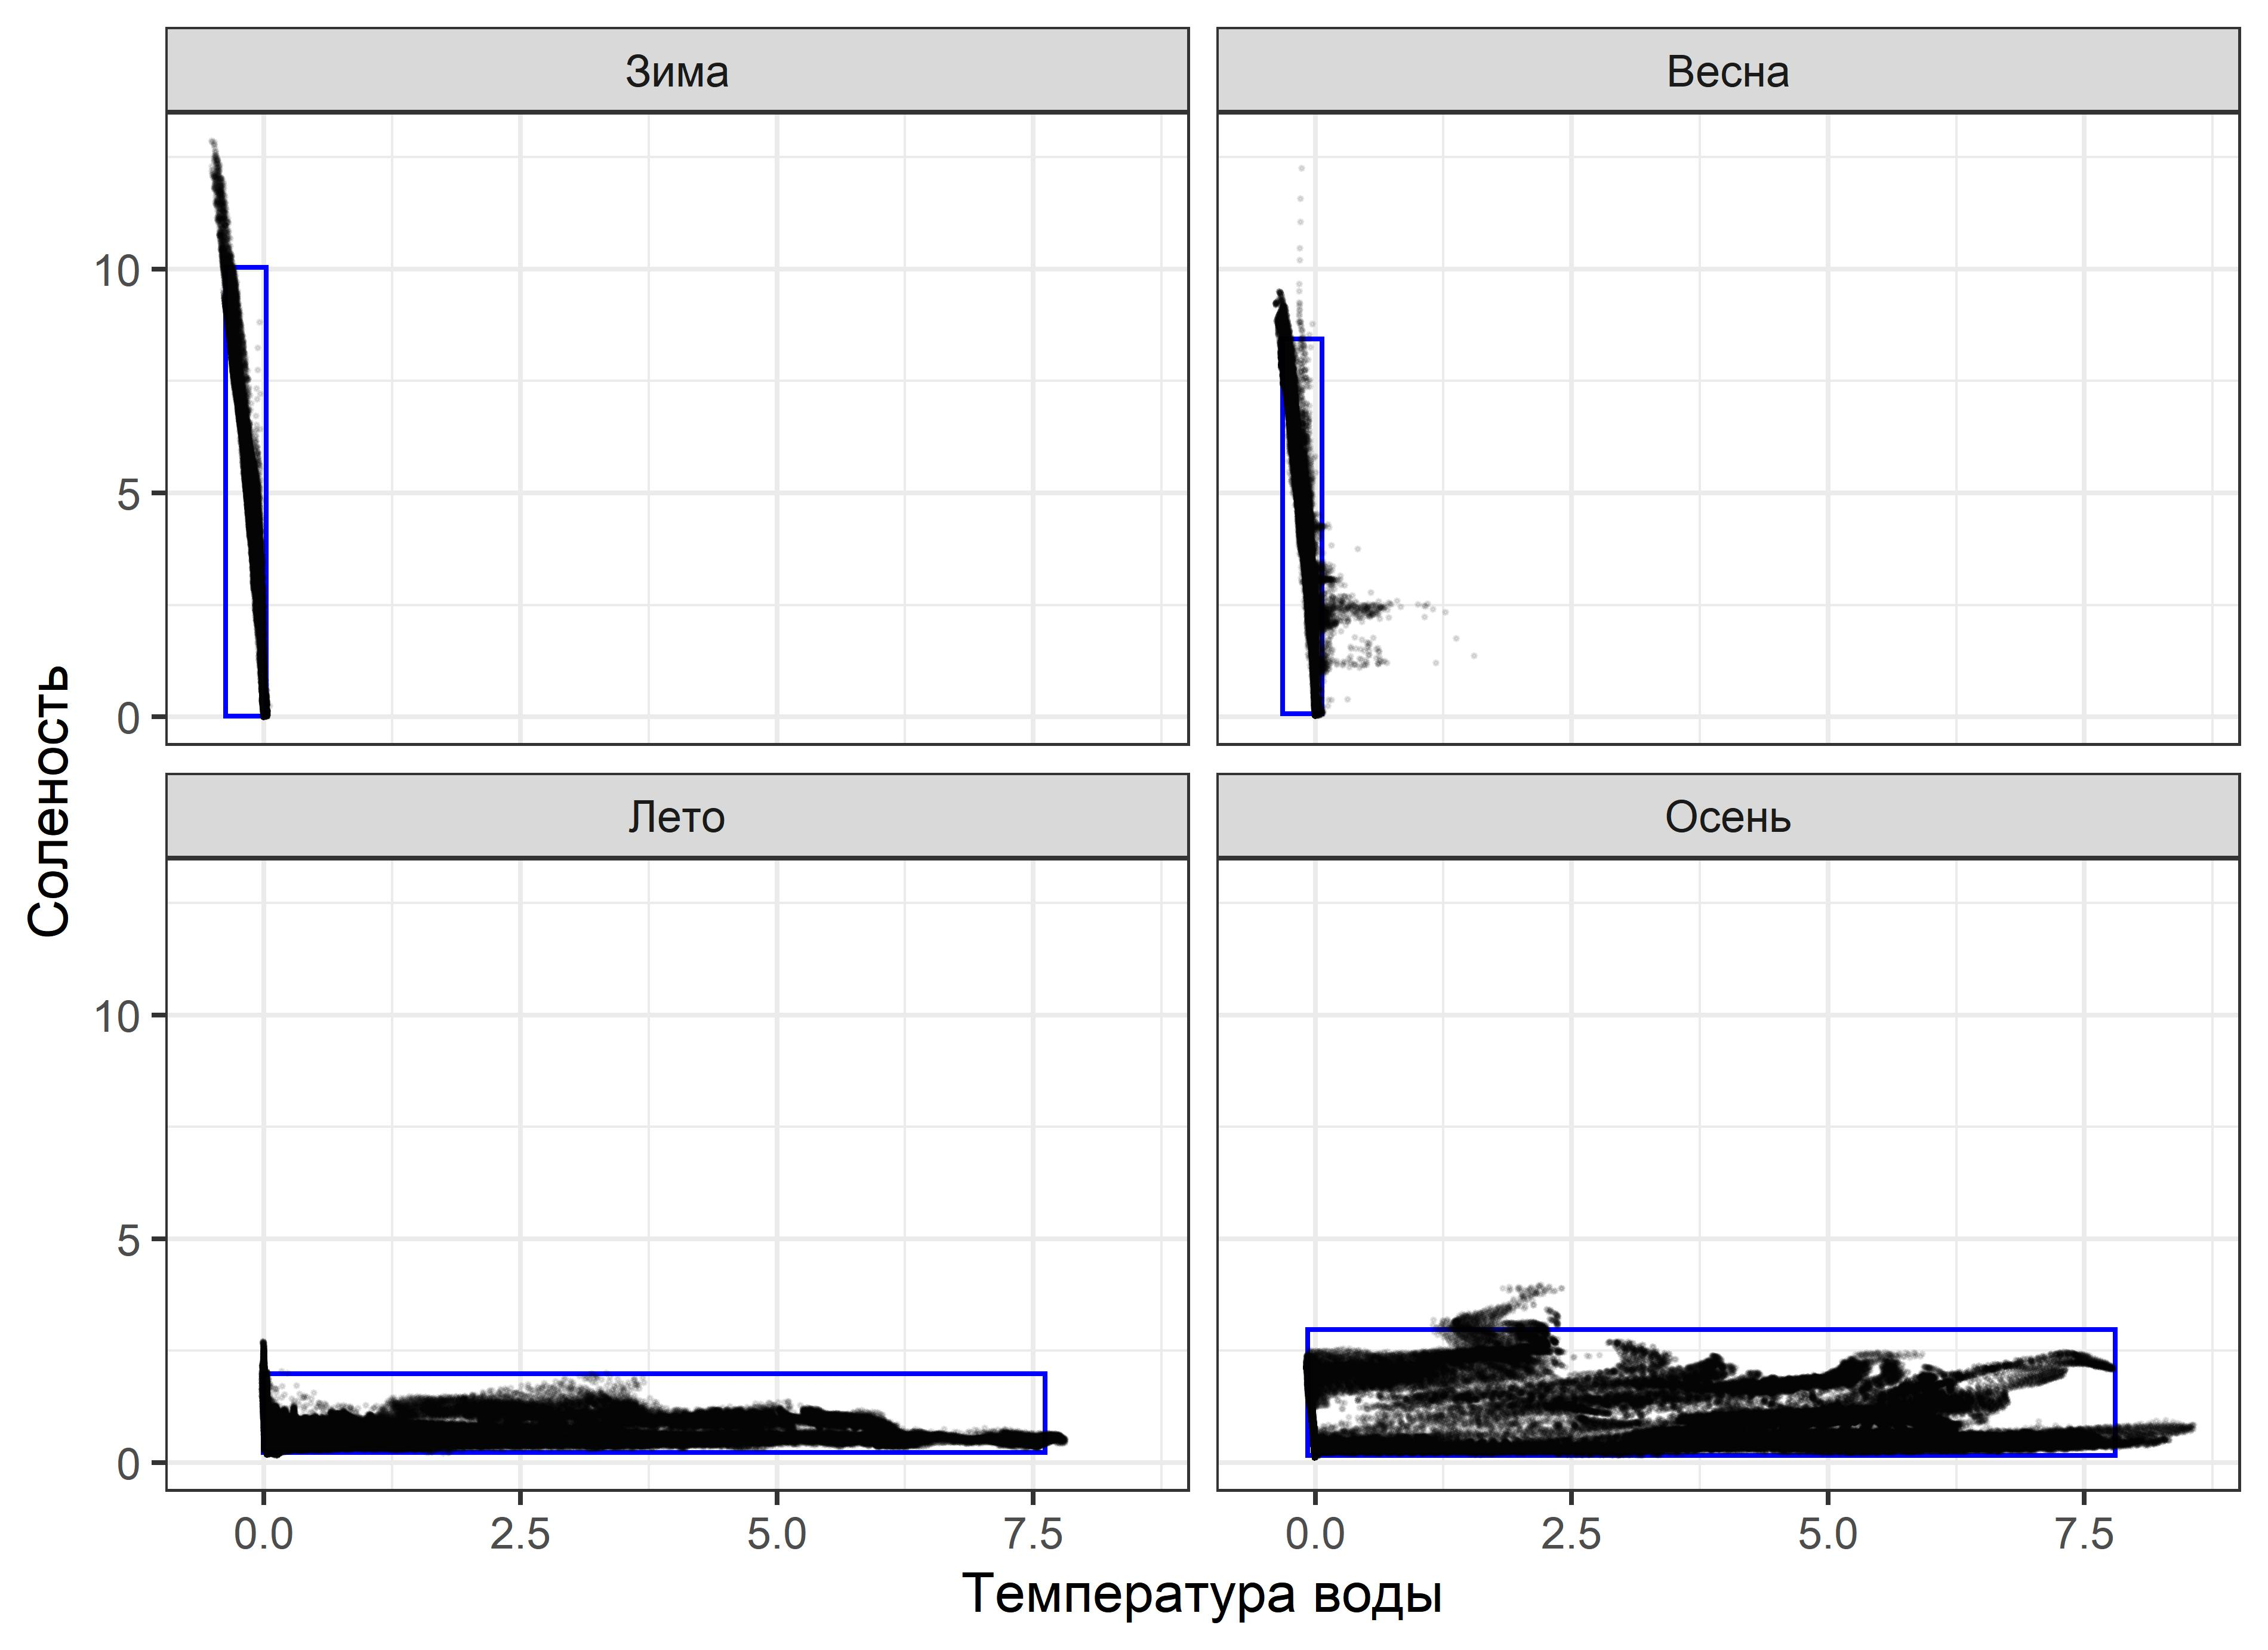 Зима
Весна
10
5
0
Соленость
Лето
Осень
10
5
0
0.0 2.5 5.0 7.5
0.0 2.5 5.0 7.5
Температура воды